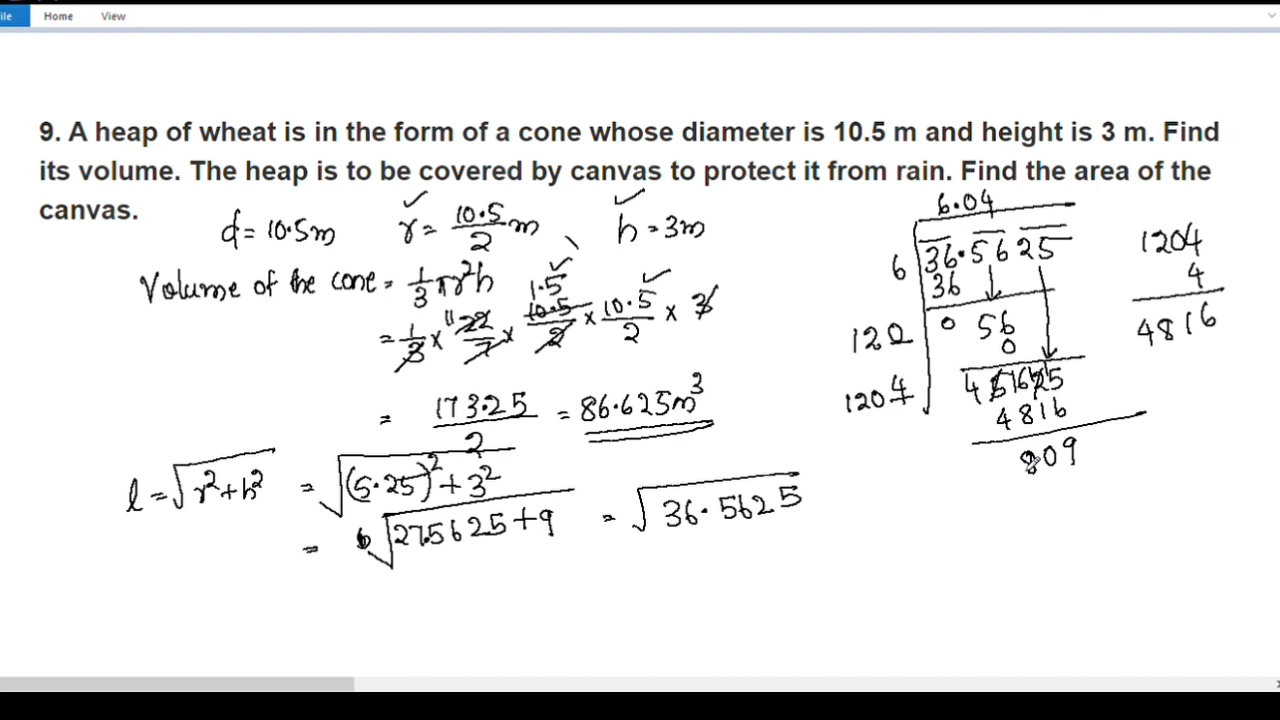 ile Home View
9. A heap of wheat is in the form of a cone whose diameter is 10.5 m and height is 3 m. Find
its volume. The heap is to be covered by canvas to protect it from rain. Find the area of the
canvas.
d = 10.5m r = 10.5/2 m h = 3m
Volume of the cone = 1/3 πr²h
= 1/3 × 22/7 × 10.5/2 × 10.5/2 × 3
11 1.5
= 173.25/2 = 86.625m³
l = √r²+h² = √(5.25)²+3²
= √27.5625+9 = √36.5625
6.04
6 36.5625
36
120 0 56
0
1204 5625
4816
809
1204
4
4816